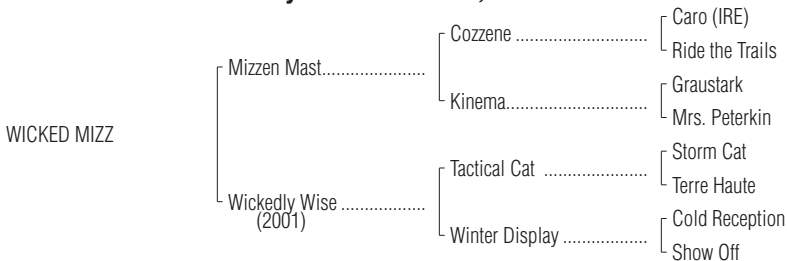 Caro (IRE)
Cozzene ............................
Ride the Trails
Mizzen Mast......................
Graustark
Kinema..............................
Mrs. Peterkin
WICKED MIZZ
Storm Cat
Tactical Cat ......................
Terre Haute
Wickedly Wise ..................
(2001)
Cold Reception
Winter Display ..................
Show Off